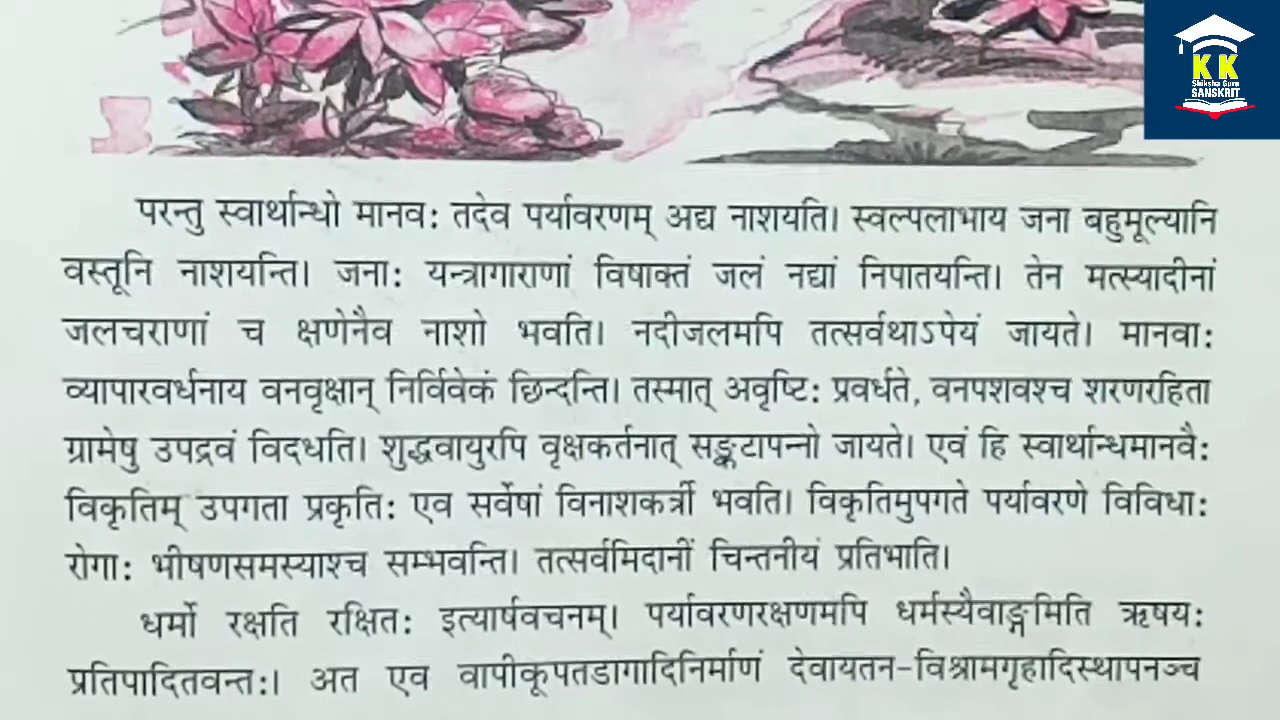 KK
Shiksha Guru
SANSKRIT
परन्तु स्वार्थान्धो मानवः तदेव पर्यावरणम् अद्य नाशयति। स्वल्पलाभाय जना बहुमूल्यानि
वस्तूनि नाशयन्ति। जनाः यन्त्रागाराणां विषाक्तं जलं नद्यां निपातयन्ति। तेन मत्स्यादीनां
जलचराणां च क्षणेनैव नाशो भवति। नदीजलमपि तत्सर्वथाऽपेयं जायते। मानवाः
व्यापारवर्धनाय वनवृक्षान् निर्विवेकं छिन्दन्ति। तस्मात् अवृष्टिः प्रवर्धते, वनपशवश्च शरणरहिता
ग्रामेषु उपद्रवं विदधति। शुद्धवायुरपि वृक्षकर्तनात् सङ्कटापन्नो जायते। एवं हि स्वार्थान्धमानवैः
विकृतिम् उपगता प्रकृतिः एव सर्वेषां विनाशकर्त्री भवति। विकृतिमुपगते पर्यावरणे विविधाः
रोगाः भीषणसमस्याश्च सम्भवन्ति। तत्सर्वमिदानीं चिन्तनीयं प्रतिभाति।
धर्मो रक्षति रक्षितः इत्यार्षवचनम्। पर्यावरणरक्षणमपि धर्मस्यैवाङ्गमिति ऋषयः
प्रतिपादितवन्तः। अत एव वापीकूपतडागादिनिर्माणं देवायतन-विश्रामगृहादिस्थापनञ्च